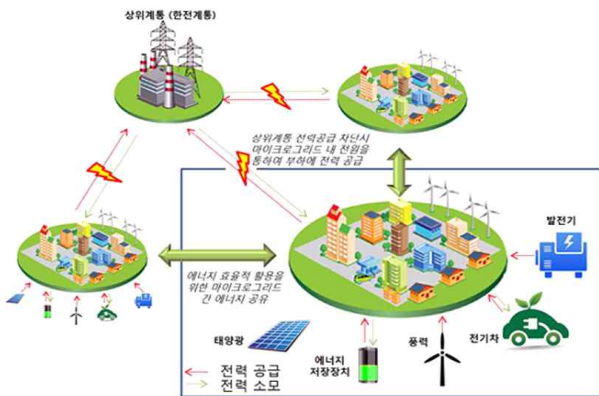 상위계통 (한전계통)
상위계통 전력공급 차단시
마이크로그리드 내 전원을
통하여 부하에 전력 공급
발전기
에너지 효율적 활용을
위한 마이크로그리드
간 에너지 공유
태양광
에너지
저장장치
풍력
전기차
전력 공급
전력 소모